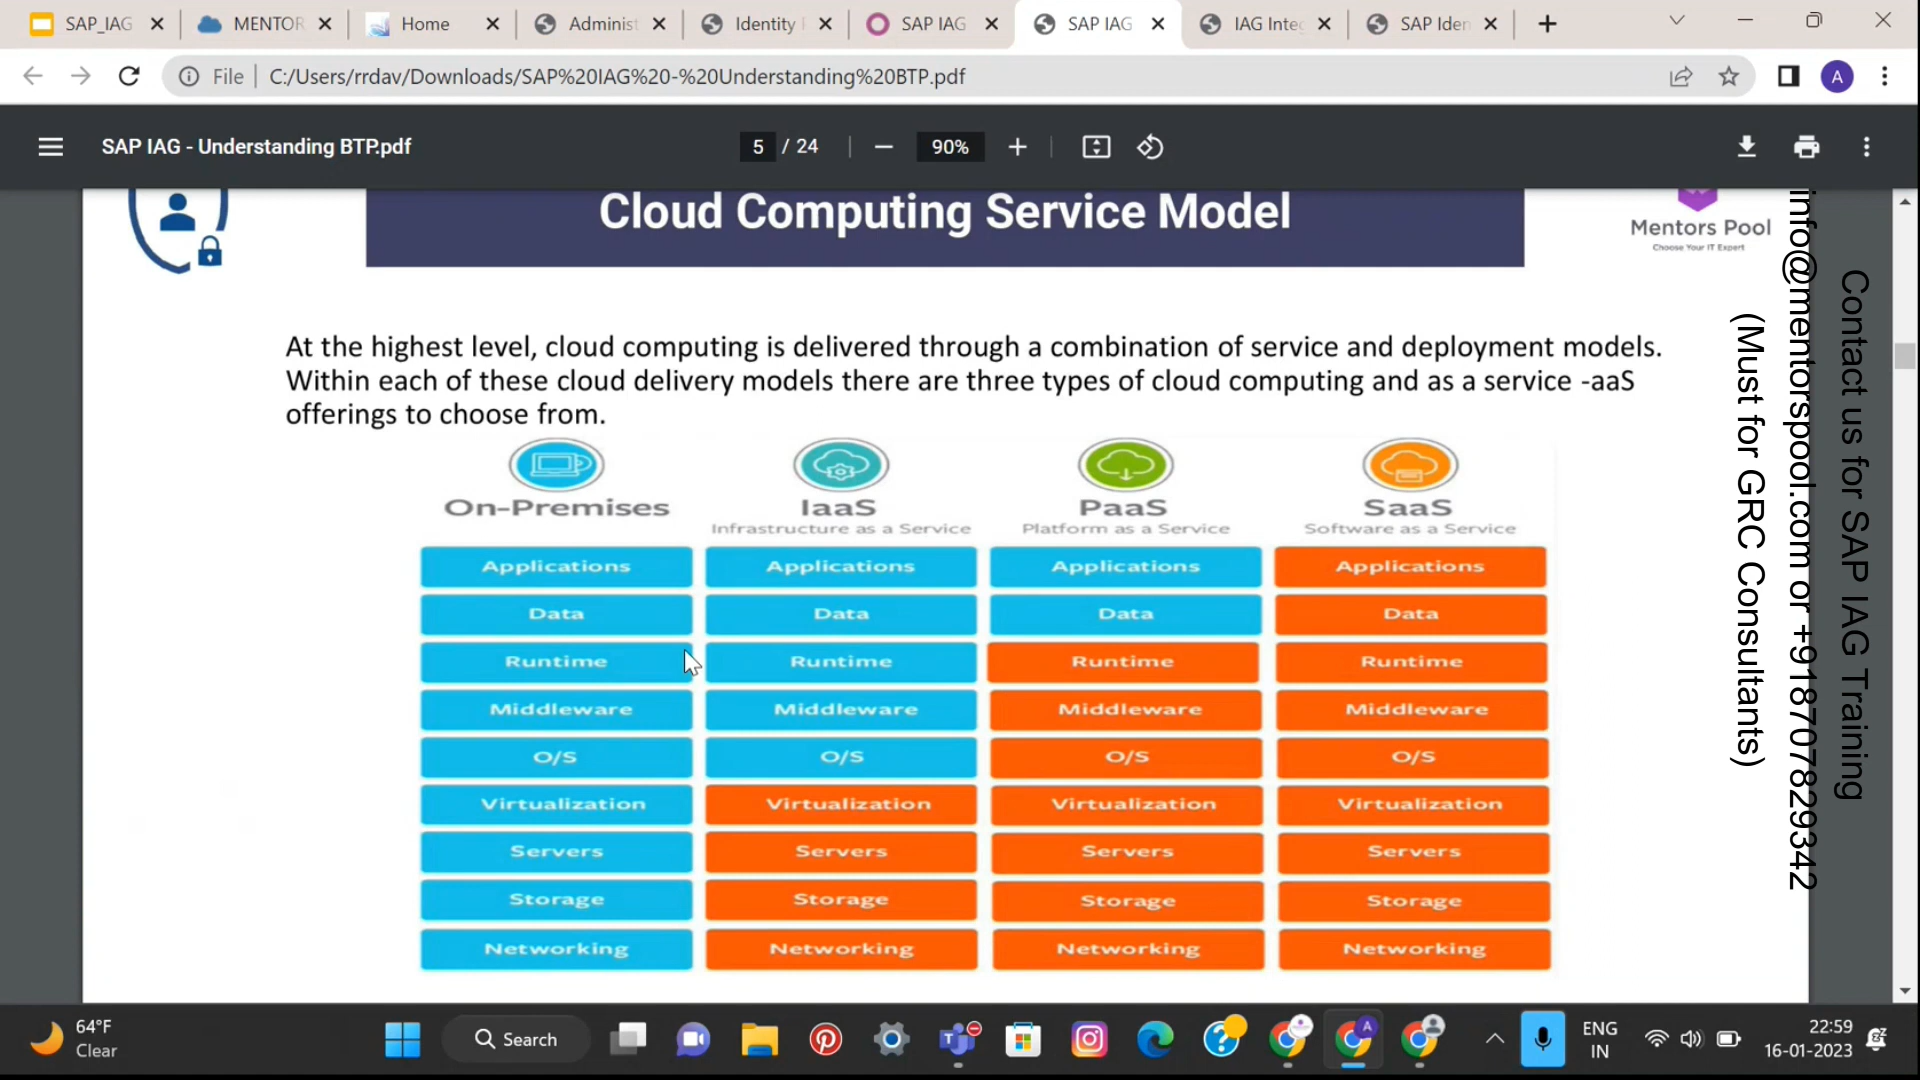 SAP_IAG
MENTOR
Home
Administ
Identity
SAP IAG
SAP IAG
IAG Inte
SAP Iden
File
C:/Users/rrdav/Downloads/SAP%20IAG%20-%20Understanding%20BTP.pdf
A
SAP IAG - Understanding BTP.pdf
5 / 24
90%
Cloud Computing Service Model
Mentors Pool
Choose Your IT Expert
At the highest level, cloud computing is delivered through a combination of service and deployment models.
Within each of these cloud delivery models there are three types of cloud computing and as a service -aaS
offerings to choose from.
On-Premises IaaS PaaS SaaS
Infrastructure as a Service Platform as a Service Software as a Service
Applications Applications Applications Applications
Data Data Data Data
Runtime Runtime Runtime Runtime
Middleware Middleware Middleware Middleware
O/S O/S O/S O/S
Virtualization Virtualization Virtualization Virtualization
Servers Servers Servers Servers
Storage Storage Storage Storage
Networking Networking Networking Networking
Contact us for SAP IAG Training
info@mentorspool.com or +918707829342
(Must for GRC Consultants)
64°F
Clear
Search
A
ENG
IN
22:59
16-01-2023